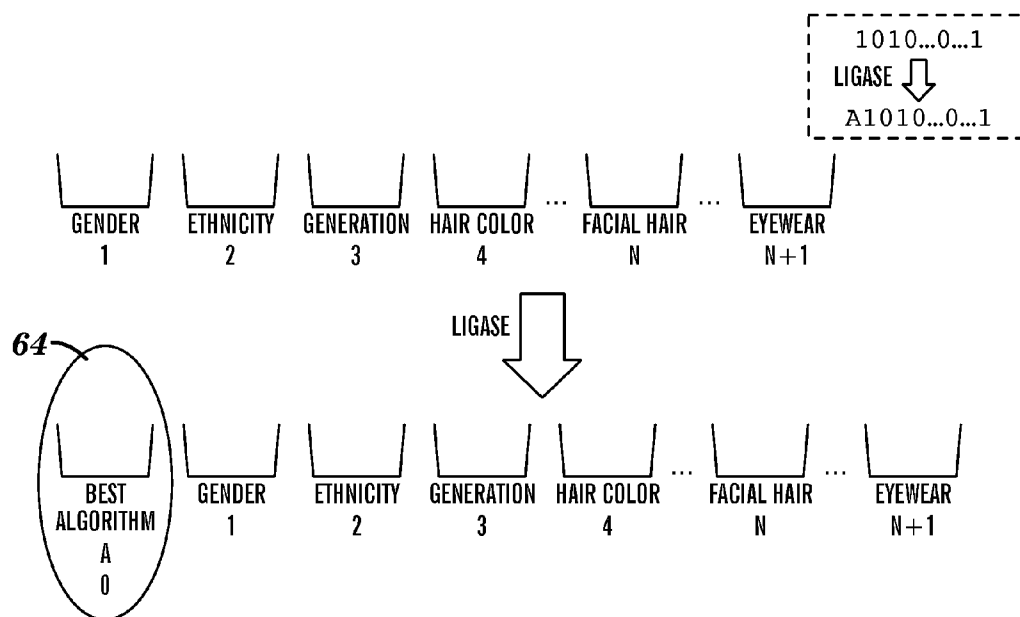 1010...0...1
LIGASE
A1010...0...1
GENDER ETHNICITY GENERATION HAIR COLOR ... FACIAL HAIR ... EYEWEAR
1 2 3 4 N N+1
LIGASE
64
BEST ALGORITHM GENDER ETHNICITY GENERATION HAIR COLOR ... FACIAL HAIR ... EYEWEAR
A 1 2 3 4 N N+1
0